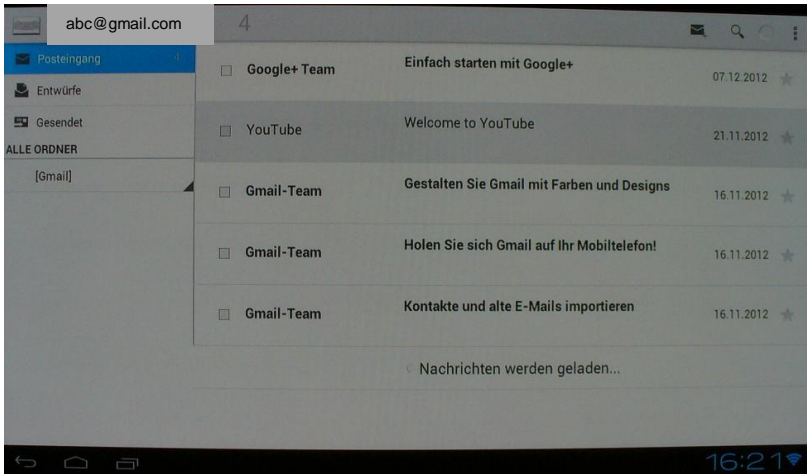 abc@gmail.com
4
Posteingang 4
Entwürfe
Gesendet
ALLE ORDNER
[Gmail]
Google+ Team Einfach starten mit Google+ 07.12.2012
YouTube Welcome to YouTube 21.11.2012
Gmail-Team Gestalten Sie Gmail mit Farben und Designs 16.11.2012
Gmail-Team Holen Sie sich Gmail auf Ihr Mobiltelefon! 16.11.2012
Gmail-Team Kontakte und alte E-Mails importieren 16.11.2012
Nachrichten werden geladen...
16:21